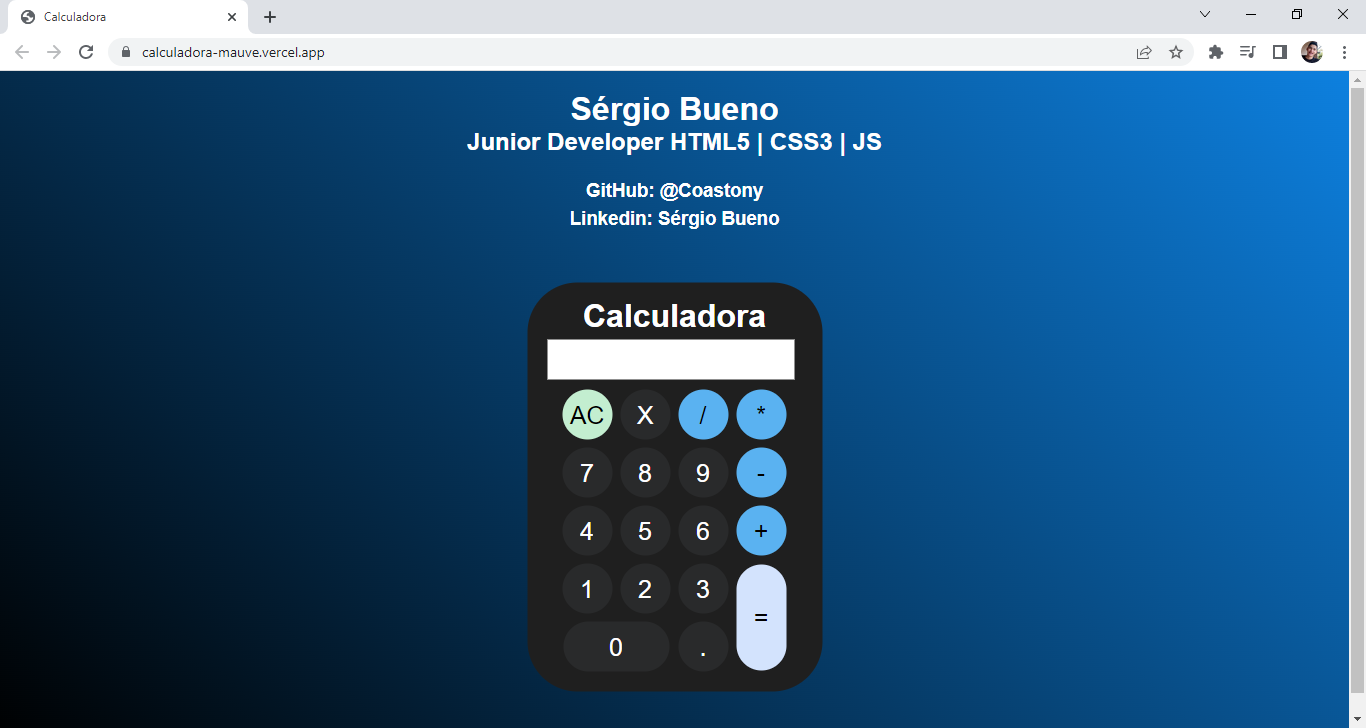 Calculadora
calculadora-mauve.vercel.app
Sérgio Bueno
Junior Developer HTML5 | CSS3 | JS
GitHub: @Coastony
Linkedin: Sérgio Bueno
Calculadora
AC X / *
7 8 9 -
4 5 6 +
1 2 3 =
0 .